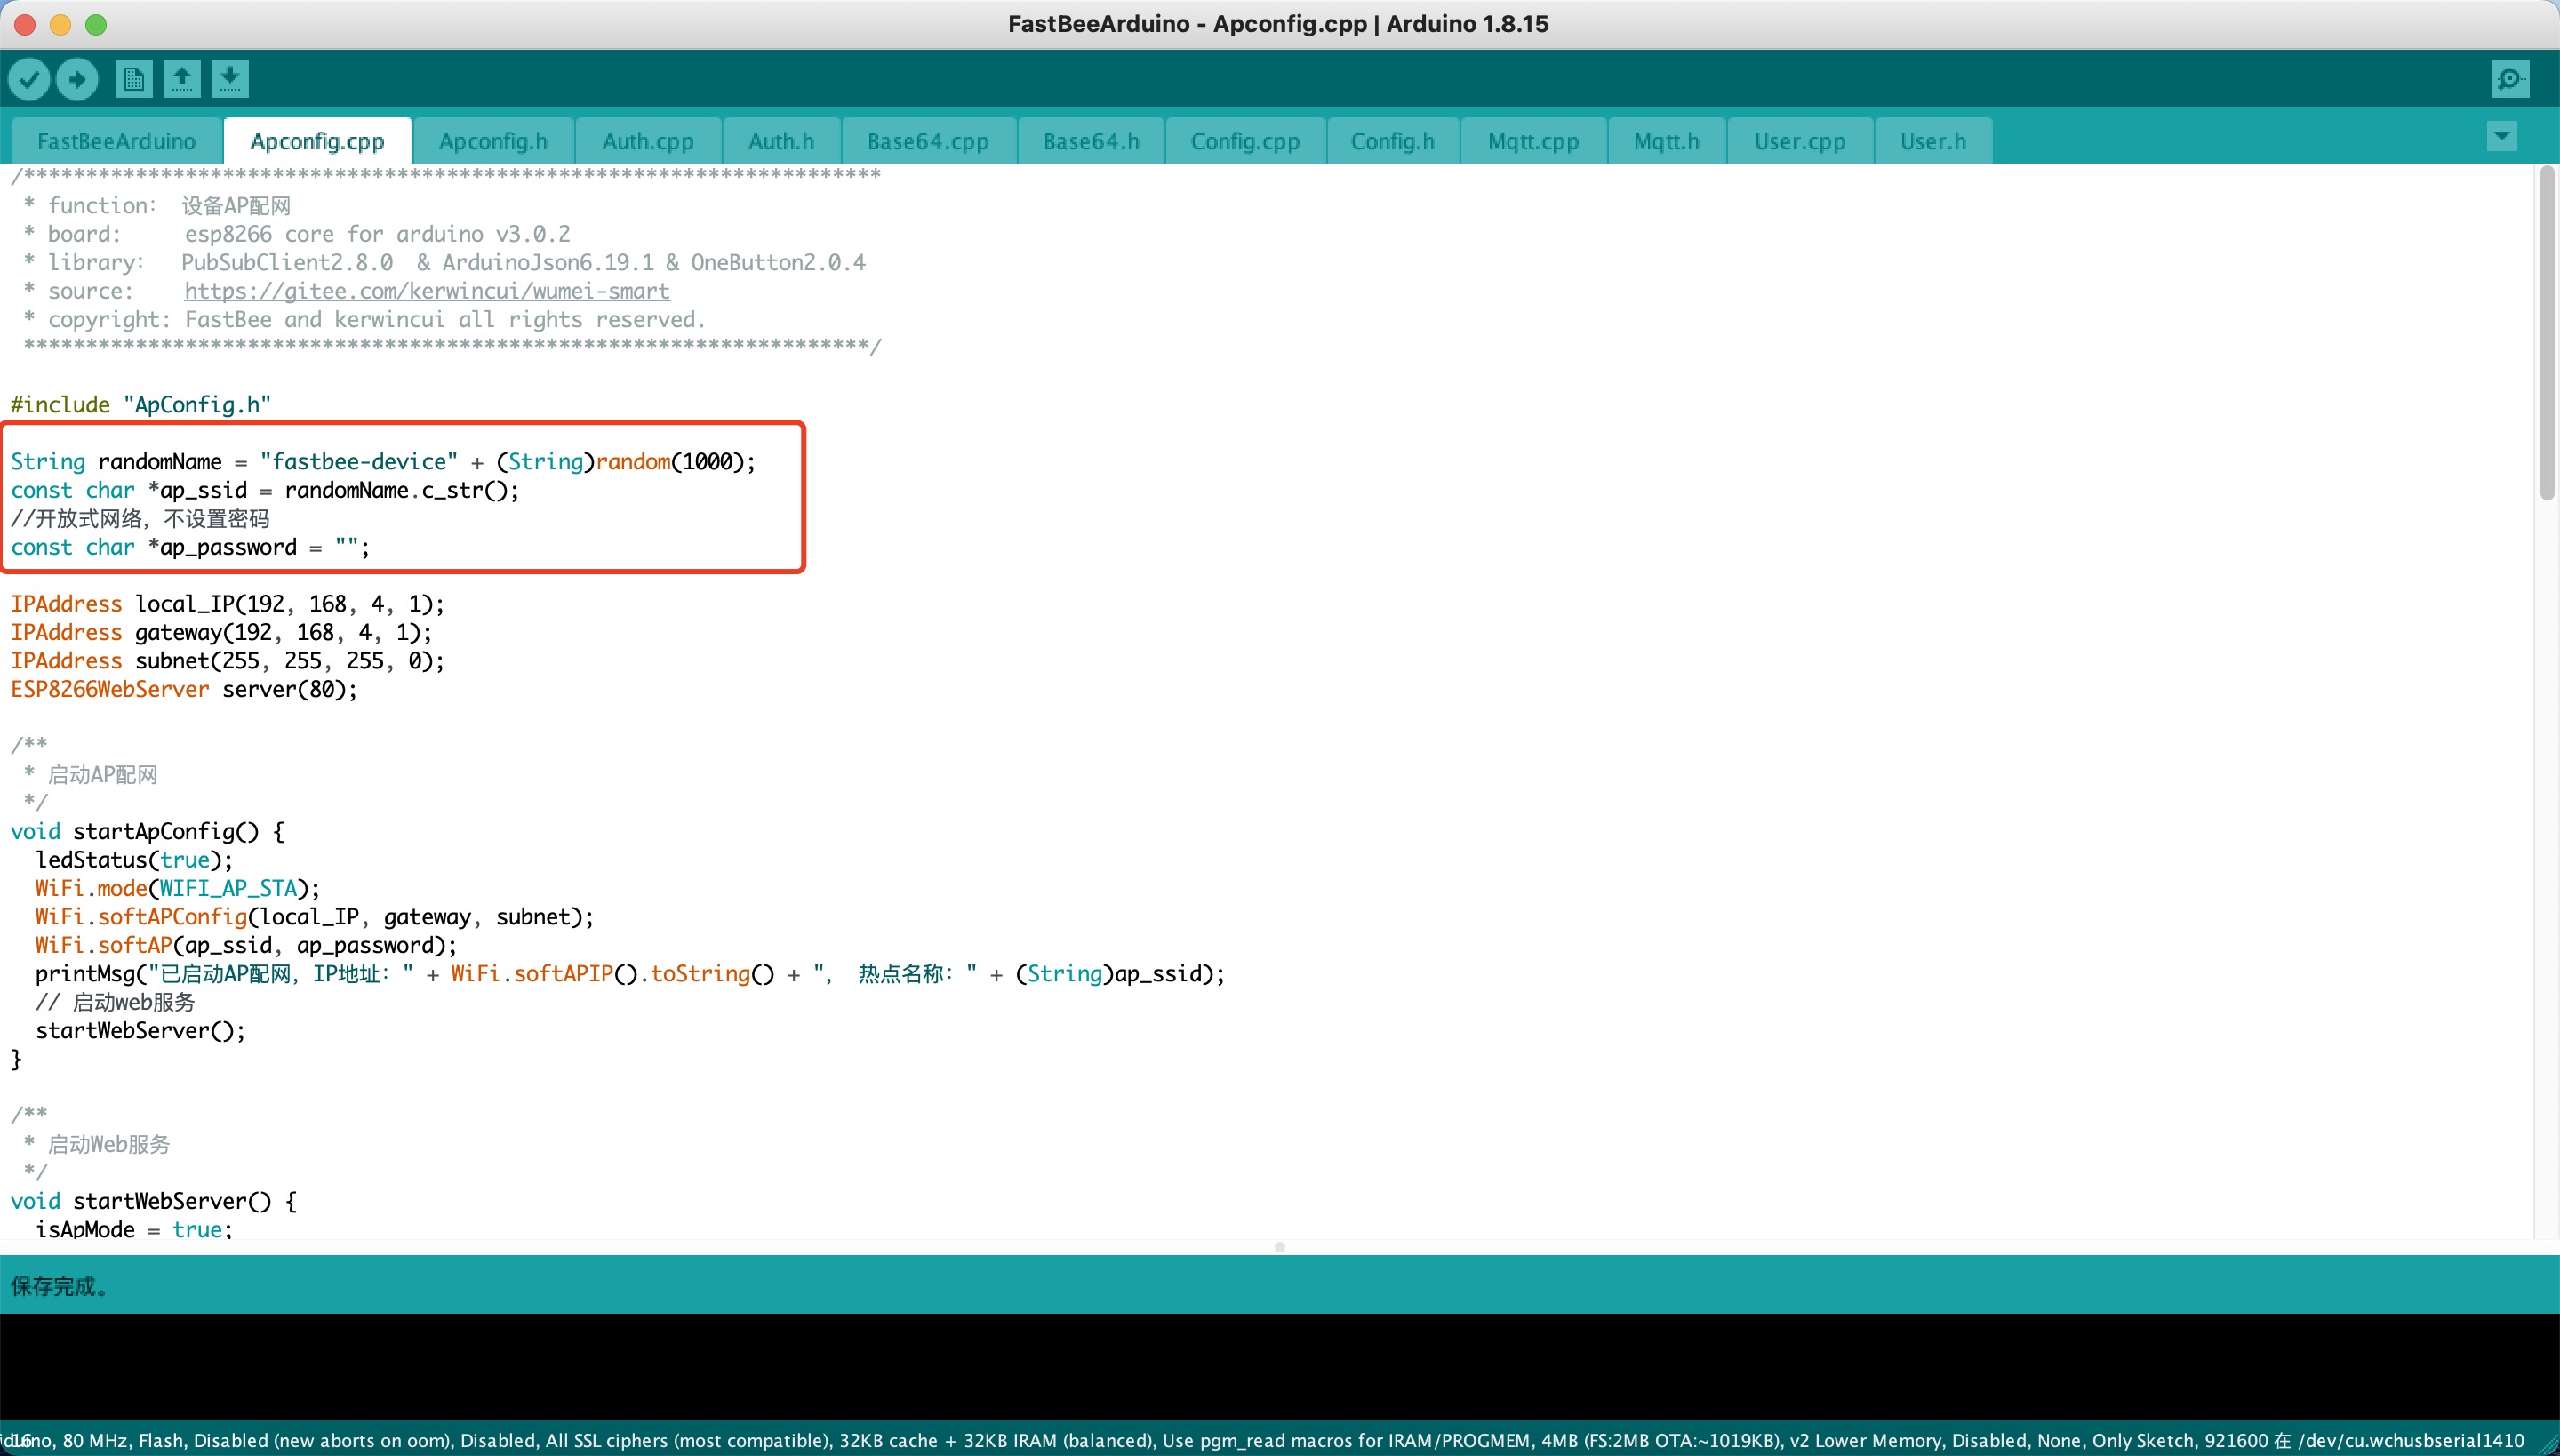 FastBeeArduino - Apconfig.cpp | Arduino 1.8.15
FastBeeArduino Apconfig.cpp Apconfig.h Auth.cpp Auth.h Base64.cpp Base64.h Config.cpp Config.h Mqtt.cpp Mqtt.h User.cpp User.h
/*********************************************************************
 * function： 设备AP配网
 * board:     esp8266 core for arduino v3.0.2
 * library:   PubSubClient2.8.0  & ArduinoJson6.19.1 & OneButton2.0.4
 * source:    https://gitee.com/kerwincui/wumei-smart
 * copyright: FastBee and kerwincui all rights reserved.
 ********************************************************************/
#include "ApConfig.h"
String randomName = "fastbee-device" + (String)random(1000);
const char *ap_ssid = randomName.c_str();
//开放式网络，不设置密码
const char *ap_password = "";
IPAddress local_IP(192, 168, 4, 1);
IPAddress gateway(192, 168, 4, 1);
IPAddress subnet(255, 255, 255, 0);
ESP8266WebServer server(80);
/**
 * 启动AP配网
 */
void startApConfig() {
  ledStatus(true);
  WiFi.mode(WIFI_AP_STA);
  WiFi.softAPConfig(local_IP, gateway, subnet);
  WiFi.softAP(ap_ssid, ap_password);
  printMsg("已启动AP配网，IP地址：" + WiFi.softAPIP().toString() + "， 热点名称：" + (String)ap_ssid);
  // 启动web服务
  startWebServer();
}
/**
 * 启动Web服务
 */
void startWebServer() {
  isApMode = true;
保存完成。
80 MHz, Flash, Disabled (new aborts on oom), Disabled, All SSL ciphers (most compatible), 32KB cache + 32KB IRAM (balanced), Use pgm_read macros for IRAM/PROGMEM, 4MB (FS:2MB OTA:~1019KB), v2 Lower Memory, Disabled, None, Only Sketch, 921600 在 /dev/cu.wchusbserial1410